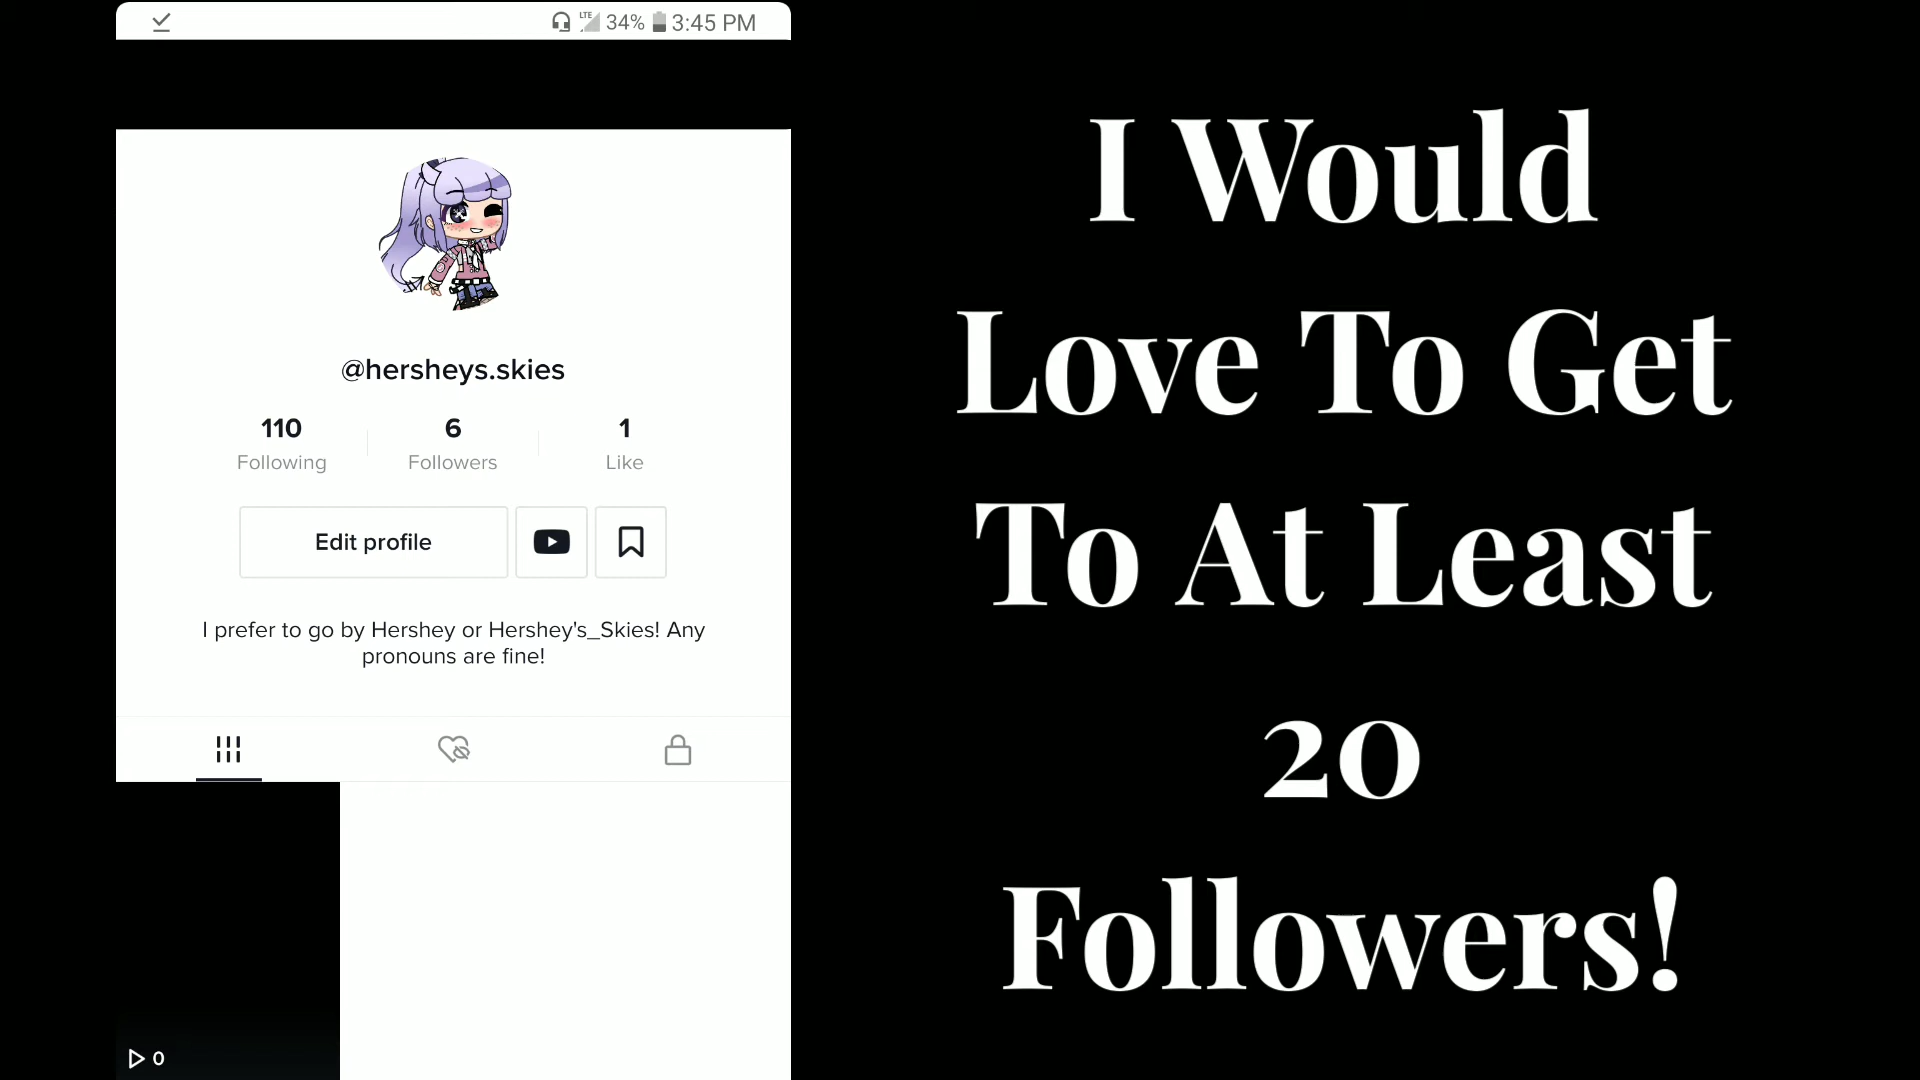 LTE 34% 3:45 PM
@hersheys.skies
110 6 1
Following Followers Like
Edit profile
I prefer to go by Hershey or Hershey's_Skies! Any
pronouns are fine!
0
I Would
Love To Get
To At Least
20
Followers!